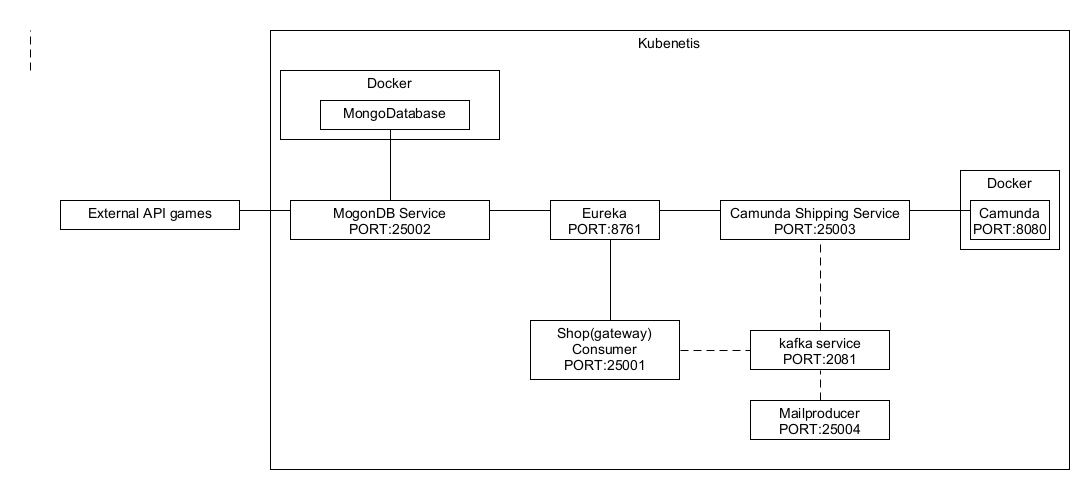 Kubenetis
Docker
MongoDatabase
External API games
MogonDB Service
PORT:25002
Eureka
PORT:8761
Camunda Shipping Service
PORT:25003
Docker
Camunda
PORT:8080
Shop(gateway)
Consumer
PORT:25001
kafka service
PORT:2081
Mailproducer
PORT:25004